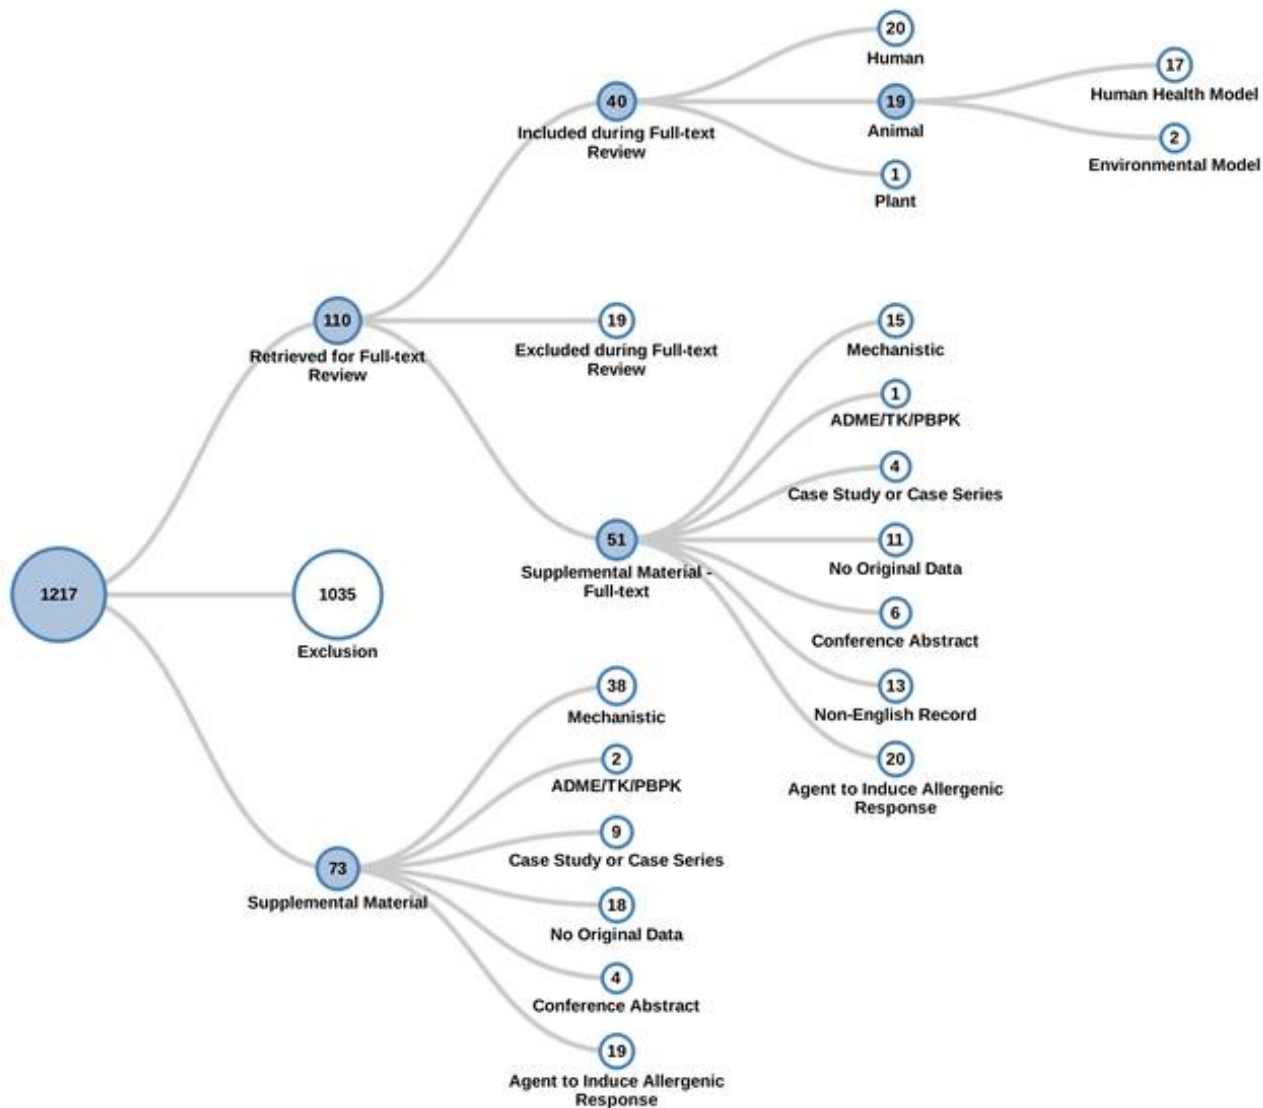 20
Human
17
Human Health Model
40
Included during Full-text
Review
19
Animal
2
Environmental Model
1
Plant
110
Retrieved for Full-text
Review
19
Excluded during Full-text
Review
15
Mechanistic
1
ADME/TK/PBPK
4
Case Study or Case Series
51
Supplemental Material -
Full-text
11
No Original Data
6
Conference Abstract
13
Non-English Record
20
Agent to Induce Allergenic
Response
1217
1035
Exclusion
38
Mechanistic
2
ADME/TK/PBPK
9
Case Study or Case Series
73
Supplemental Material
18
No Original Data
4
Conference Abstract
19
Agent to Induce Allergenic
Response